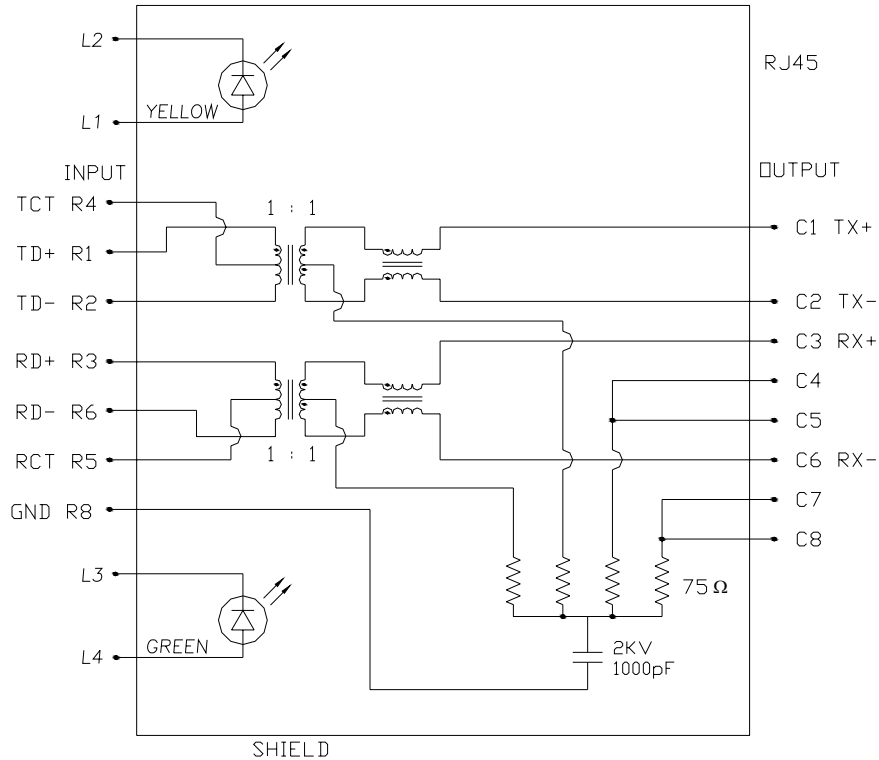 L2
RJ45
YELLOW
L1
INPUT
OUTPUT
TCT R4
1 : 1
C1 TX+
TD+ R1
TD- R2
C2 TX-
C3 RX+
RD+ R3
C4
RD- R6
C5
RCT R5
1 : 1
C6 RX-
C7
GND R8
C8
L3
75Ω
GREEN
L4
2KV
1000pF
SHIELD